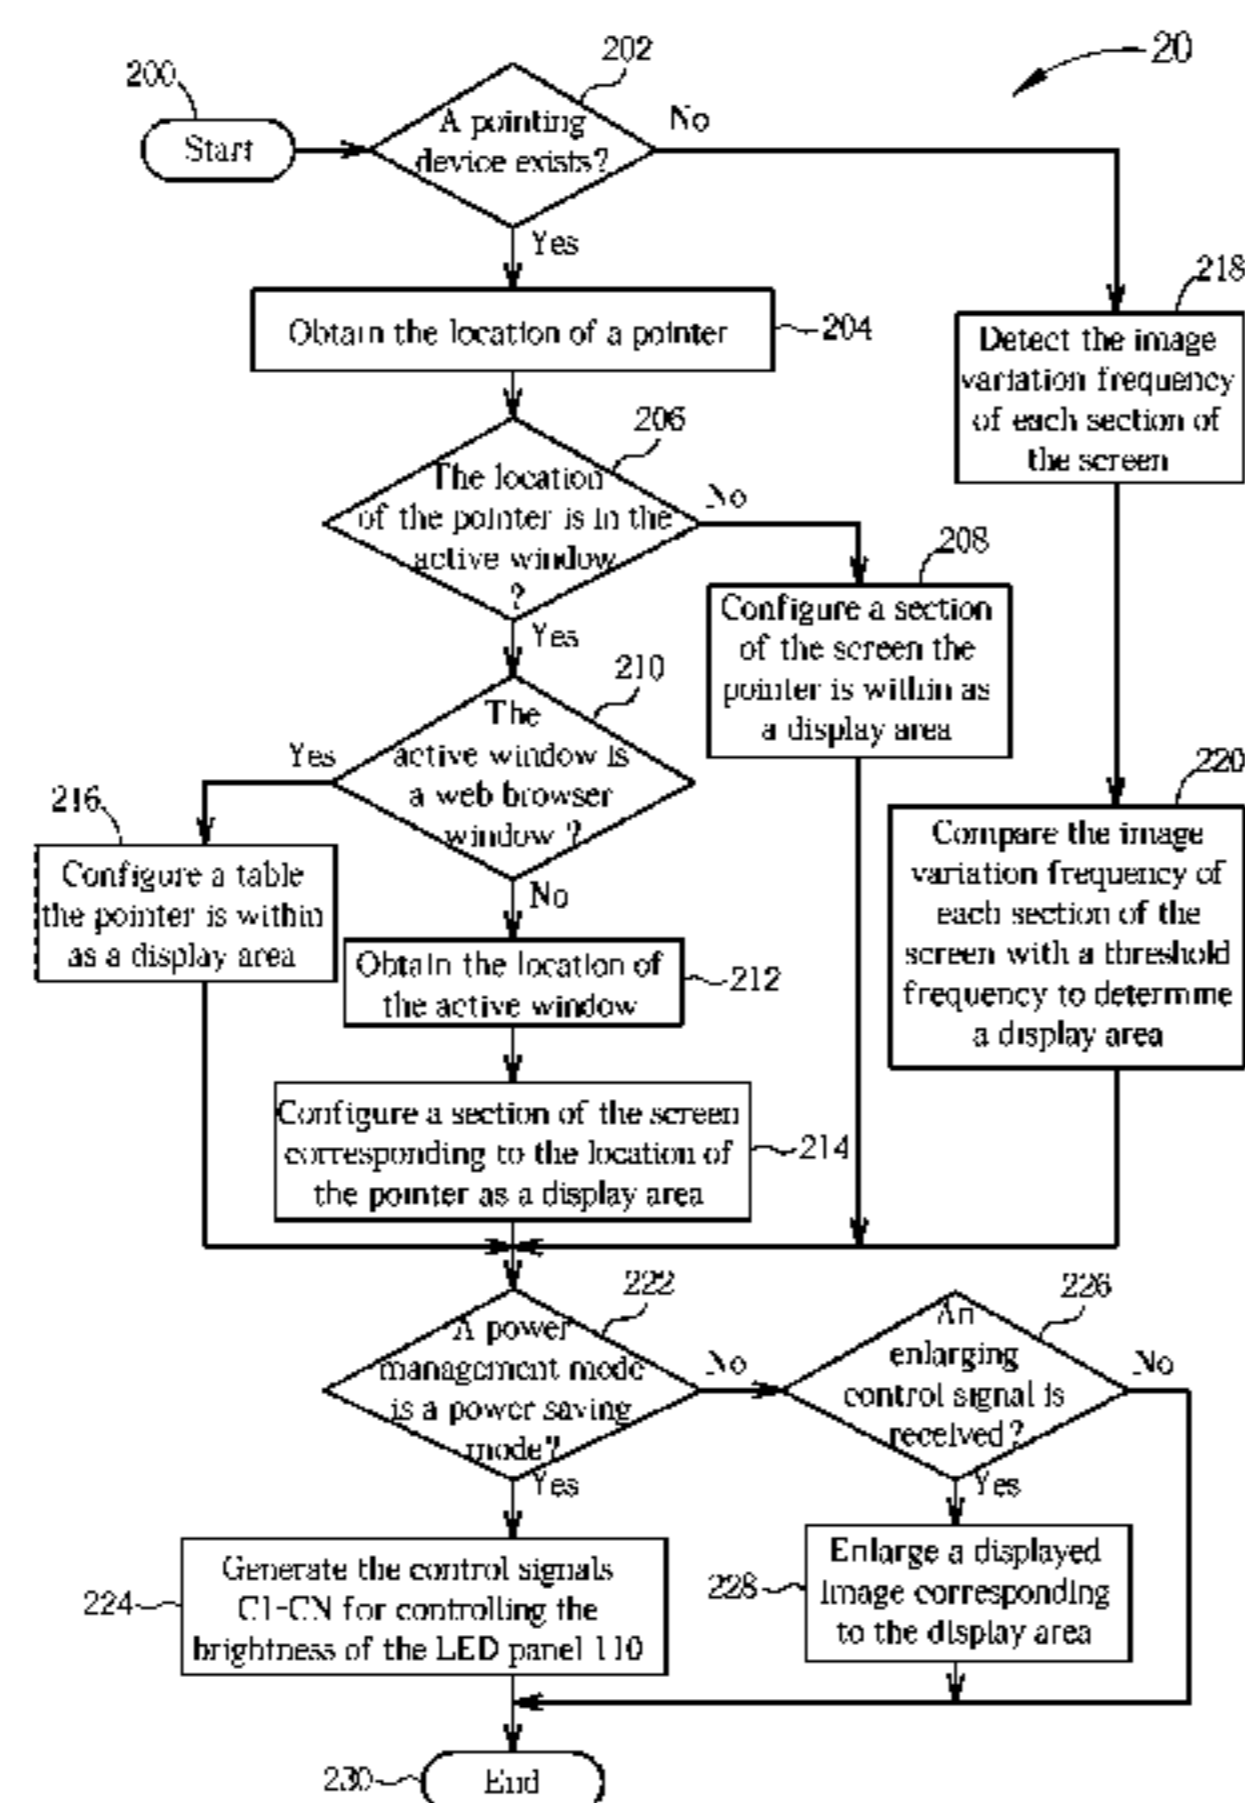 20
200
Start
202
A pointing
device exists?
No
Yes
Obtain the location of a pointer
204
218
Detect the image
variation frequency
of each section of
the screen
206
The location
of the pointer is in the
active window
?
No
Yes
208
Configure a section
of the screen the
pointer is within as
a display area
210
The
active window is
a web browser
window ?
Yes
No
216
Configure a table
the pointer is within
as a display area
220
Compare the image
variation frequency of
each section of the
screen with a threshold
frequency to determine
a display area
Obtain the location of
the active window
212
Configure a section of the screen
corresponding to the location of
the pointer as a display area
214
222
A power
management mode
is a power saving
mode?
No
Yes
226
An
enlarging
control signal is
received?
No
Yes
224
Generate the control signals
C1-CN for controlling the
brightness of the LED panel 110
228
Enlarge a displayed
image corresponding
to the display area
230
End